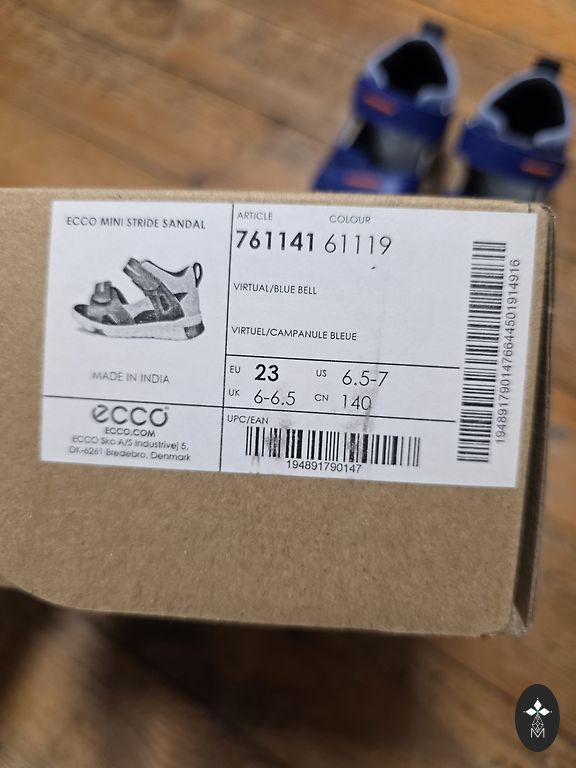 ECCO MINI STRIDE SANDAL
MADE IN INDIA
ecco
ECCO.COM
ECCO Sko A/S Industrivej 5,
DK-6261 Bredebro, Denmark
ARTICLE COLOUR
761141 61119
VIRTUAL/BLUE BELL
VIRTUEL/CAMPANULE BLEUE
EU 23 US 6.5-7
UK 6-6.5 CN 140
UPC/EAN
194891790147
1948917901476644501914916
M